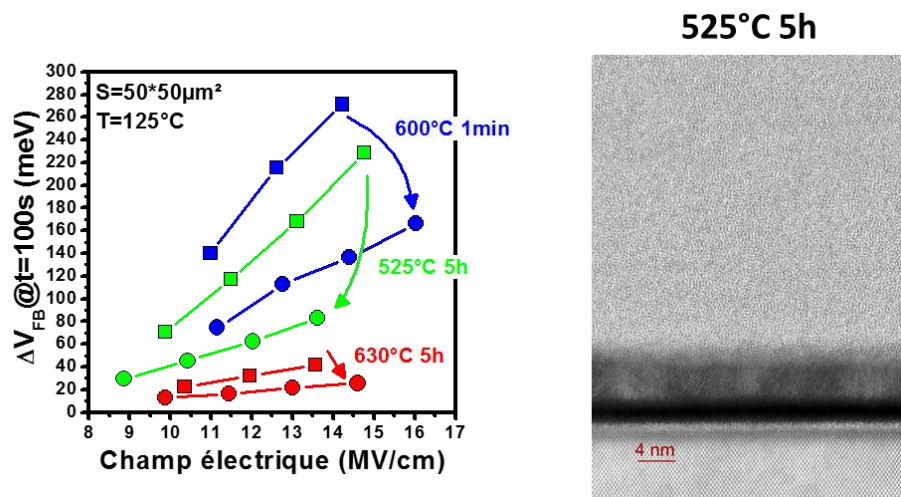 525°C 5h
300
280
260
240
220
200
180
160
140
120
100
80
60
40
20
0
ΔV_FB@t=100s (meV)
S=50*50µm²
T=125°C
600°C 1min
525°C 5h
630°C 5h
8 9 10 11 12 13 14 15 16 17
Champ électrique (MV/cm)
4 nm